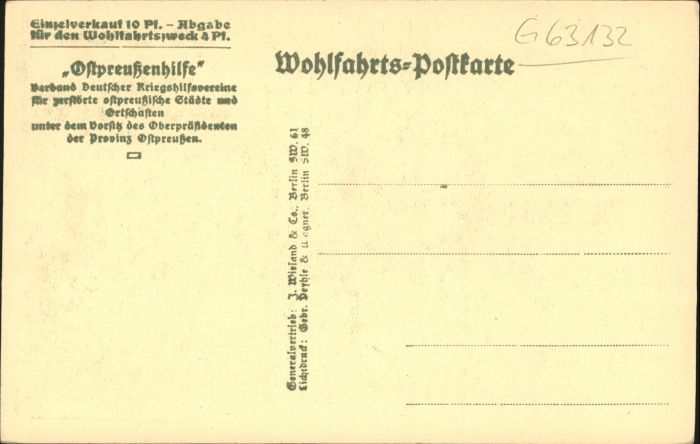 Einzelverkauf 10 Pf. – Abgabe
für den Wohlfahrtszweck 4 Pf.
„Ostpreußenhilfe“
Verband Deutscher Kriegshilfsvereine
für zerstörte ostpreußische Städte und
Ortschaften
unter dem Vorsitz des Oberpräsidenten
der Provinz Ostpreußen.
G 63132
Wohlfahrts-Postkarte
Generalvertrieb: J. Wieland & Co., Berlin SW. 61
Lichtdruck: Gebr. Deyhle & Wagner, Berlin SW. 48